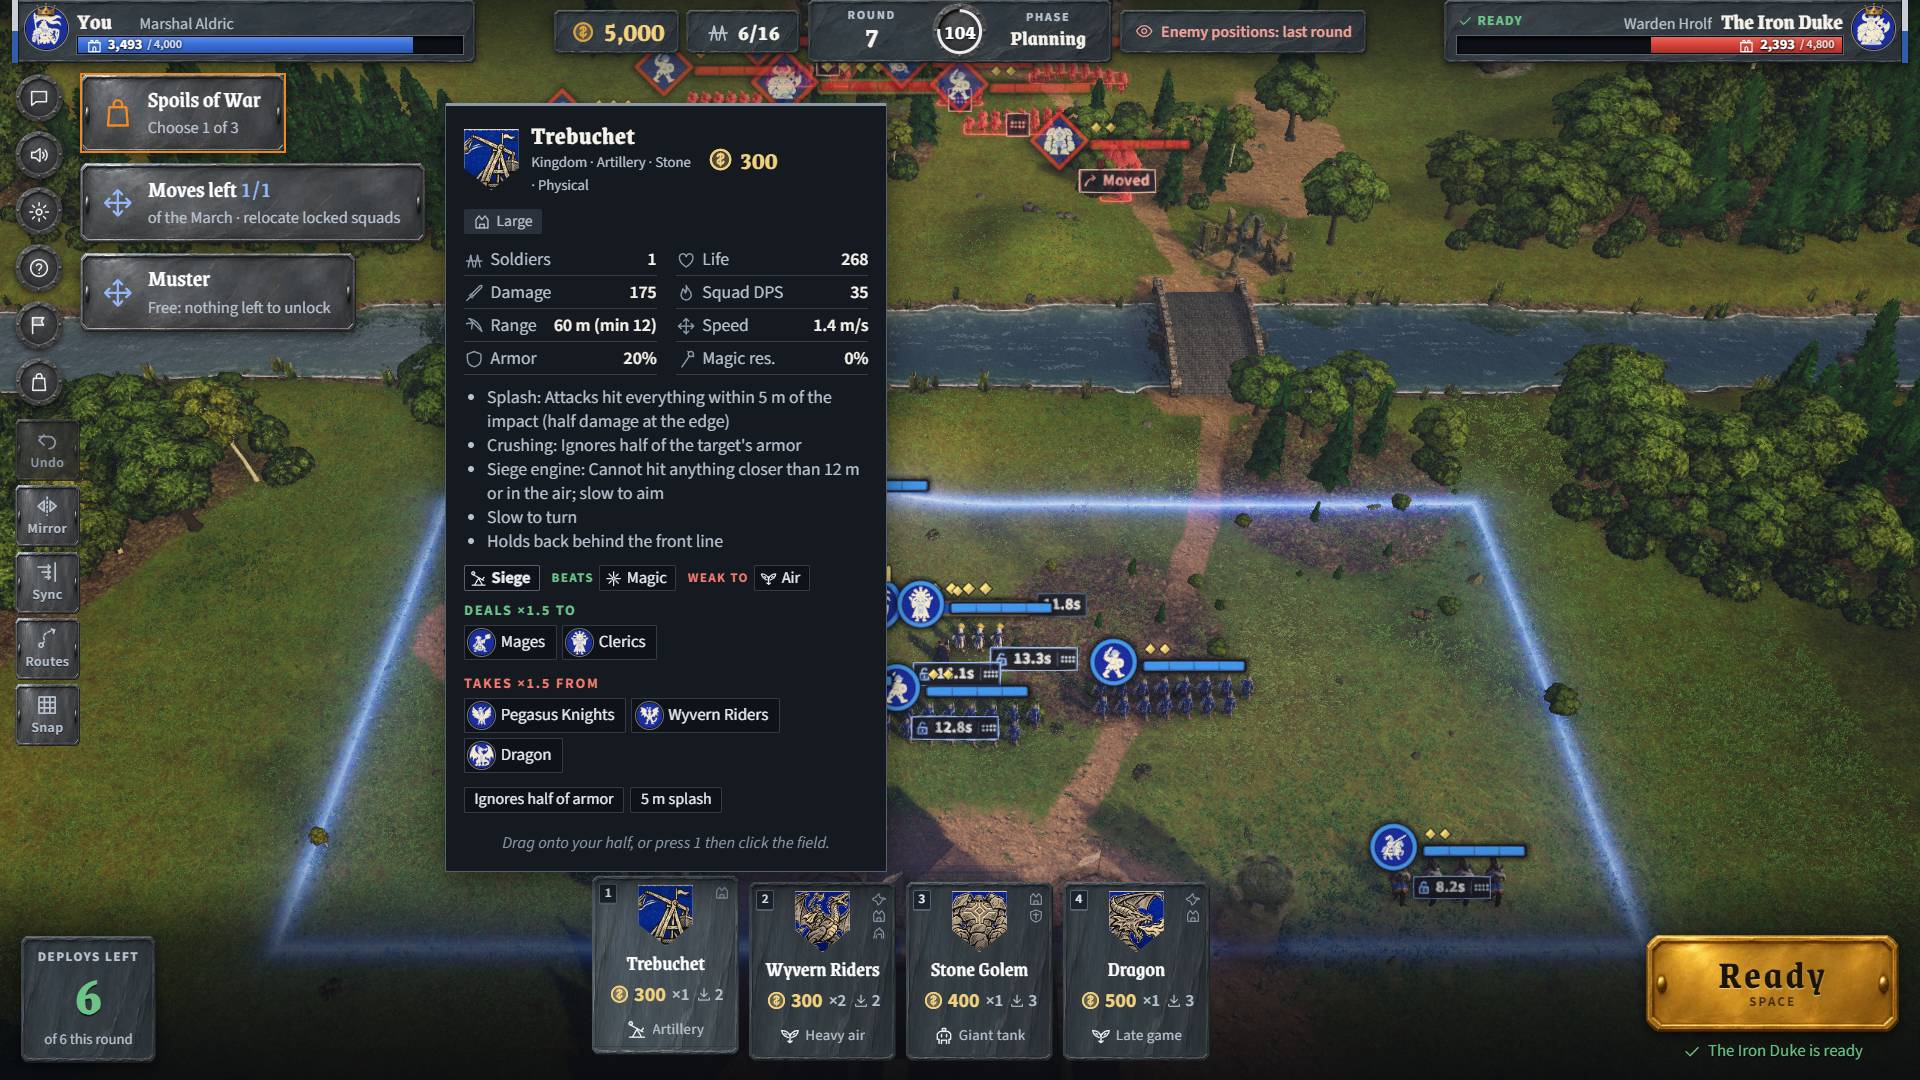 You Marshal Aldric
3,493 / 4,000
5,000
6/16
ROUND
7
104
PHASE
Planning
Enemy positions: last round
READY
Warden Hrolf The Iron Duke
2,393 / 4,800
Spoils of War
Choose 1 of 3
Moves left 1/1
of the March · relocate locked squads
Muster
Free: nothing left to unlock
Undo
Mirror
Sync
Routes
Snap
Trebuchet
Kingdom · Artillery · Stone
· Physical
300
Large
Soldiers 1
Life 268
Damage 175
Squad DPS 35
Range 60 m (min 12)
Speed 1.4 m/s
Armor 20%
Magic res. 0%
• Splash: Attacks hit everything within 5 m of the
impact (half damage at the edge)
• Crushing: Ignores half of the target's armor
• Siege engine: Cannot hit anything closer than 12 m
or in the air; slow to aim
• Slow to turn
• Holds back behind the front line
Siege BEATS Magic WEAK TO Air
DEALS ×1.5 TO
Mages Clerics
TAKES ×1.5 FROM
Pegasus Knights Wyvern Riders
Dragon
Ignores half of armor 5 m splash
Drag onto your half, or press 1 then click the field.
Moved
1.8s
13.3s
12.8s
8.2s
1
Trebuchet
300 ×1 2
Artillery
2
Wyvern Riders
300 ×2 2
Heavy air
3
Stone Golem
400 ×1 3
Giant tank
4
Dragon
500 ×1 3
Late game
DEPLOYS LEFT
6
of 6 this round
Ready
SPACE
The Iron Duke is ready